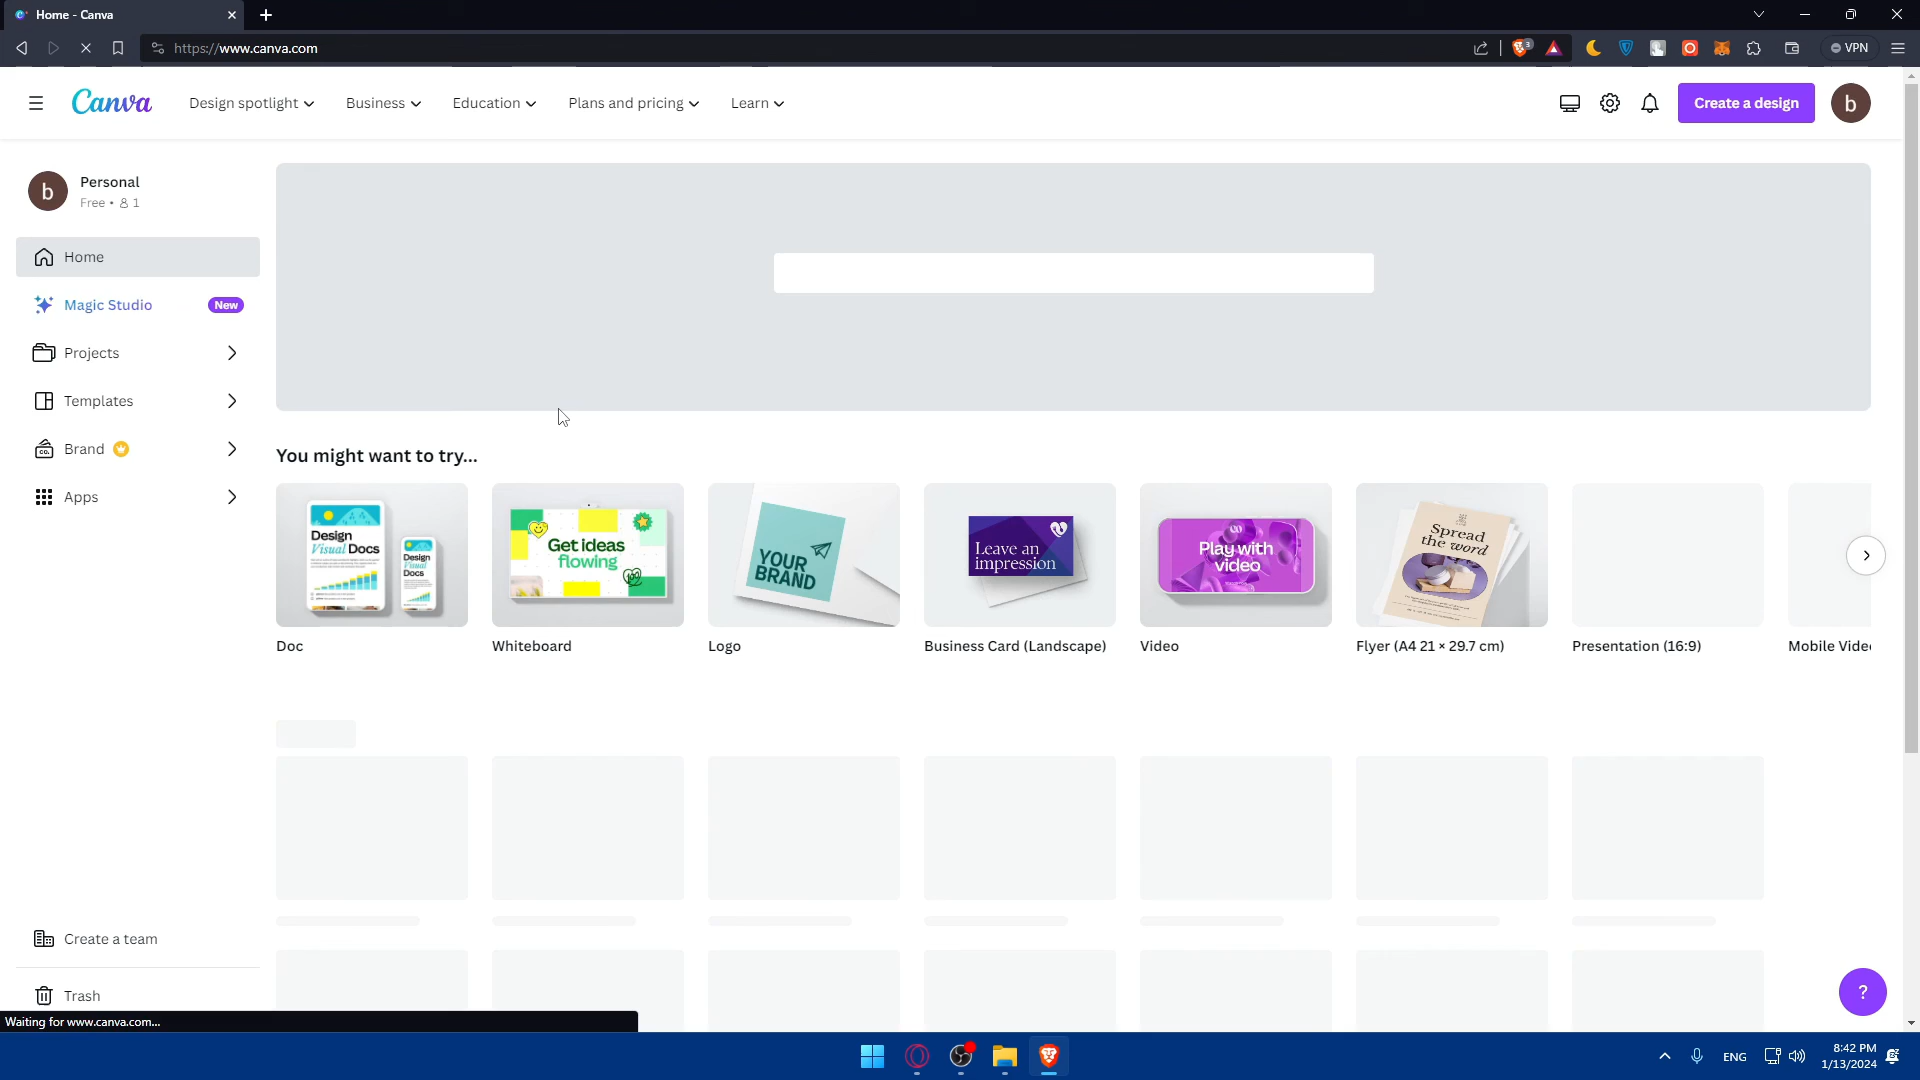 Home - Canva
https://www.canva.com
3
VPN
Canva
Design spotlight
Business
Education
Plans and pricing
Learn
Create a design
b
b
Personal
Free • 1
Home
Magic Studio
New
Projects
Templates
Brand
Apps
You might want to try...
Design
Visual Docs
Design
Visual Docs
Get ideas
flowing
100
YOUR
BRAND
Leave an
impression
Play with
video
Spread
the word
Doc
Whiteboard
Logo
Business Card (Landscape)
Video
Flyer (A4 21 × 29.7 cm)
Presentation (16:9)
Mobile Vide
Create a team
Trash
?
Waiting for www.canva.com...
ENG
8:42 PM
1/13/2024